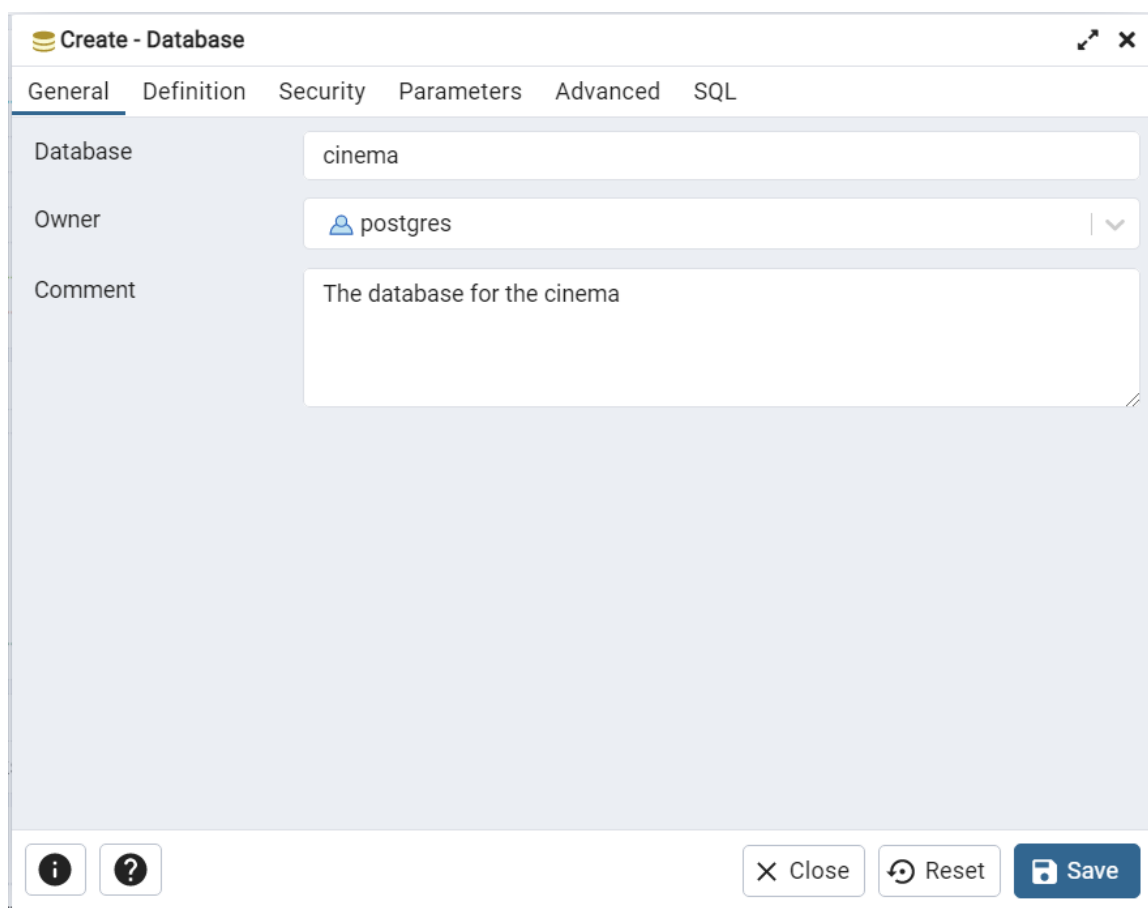 Create - Database
General Definition Security Parameters Advanced SQL
Database cinema
Owner postgres
Comment The database for the cinema
Close Reset Save